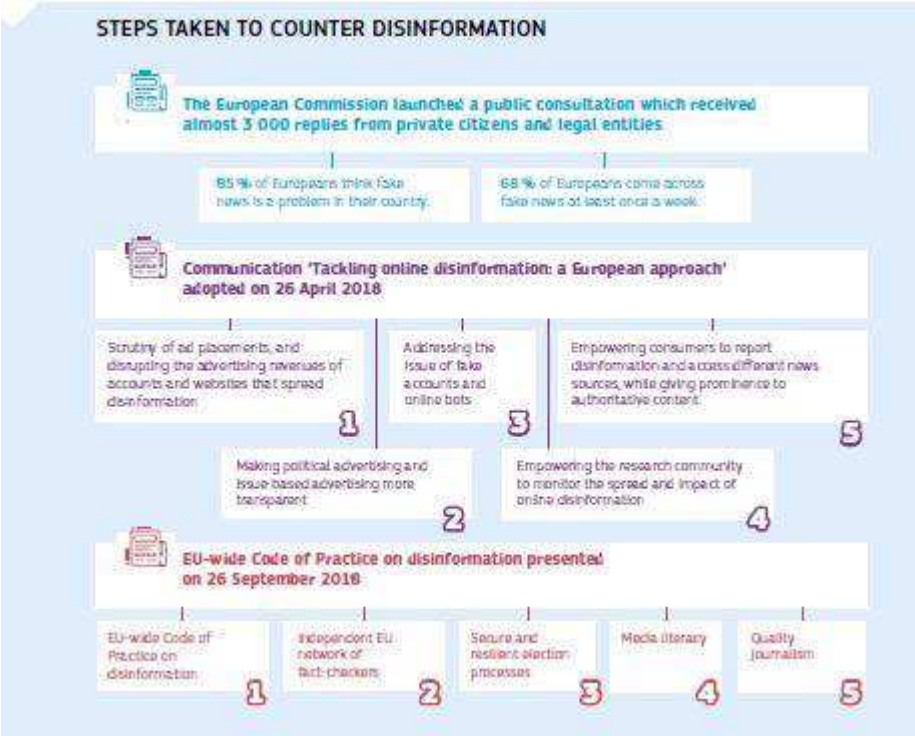 STEPS TAKEN TO COUNTER DISINFORMATION
The European Commission launched a public consultation which received
almost 3 000 replies from private citizens and legal entities
85 % of Europeans think fake
news is a problem in their country.
68 % of Europeans come across
fake news at least once a week.
Communication 'Tackling online disinformation: a European approach'
adopted on 26 April 2018
Scrutiny of ad placements, and
disrupting the advertising revenues of
accounts and websites that spread
disinformation
1
Making political advertising and
issue based advertising more
transparent
2
Addressing the
issue of fake
accounts and
online bots
3
Empowering the research community
to monitor the spread and impact of
online disinformation
4
Empowering consumers to report
disinformation and access different news
sources, while giving prominence to
authoritative content
5
EU-wide Code of Practice on disinformation presented
on 26 September 2018
EU-wide Code of
Practice on
disinformation
1
Independent EU
network of
fact-checkers
2
Secure and
resilient election
processes
3
Media literacy
4
Quality
journalism
5